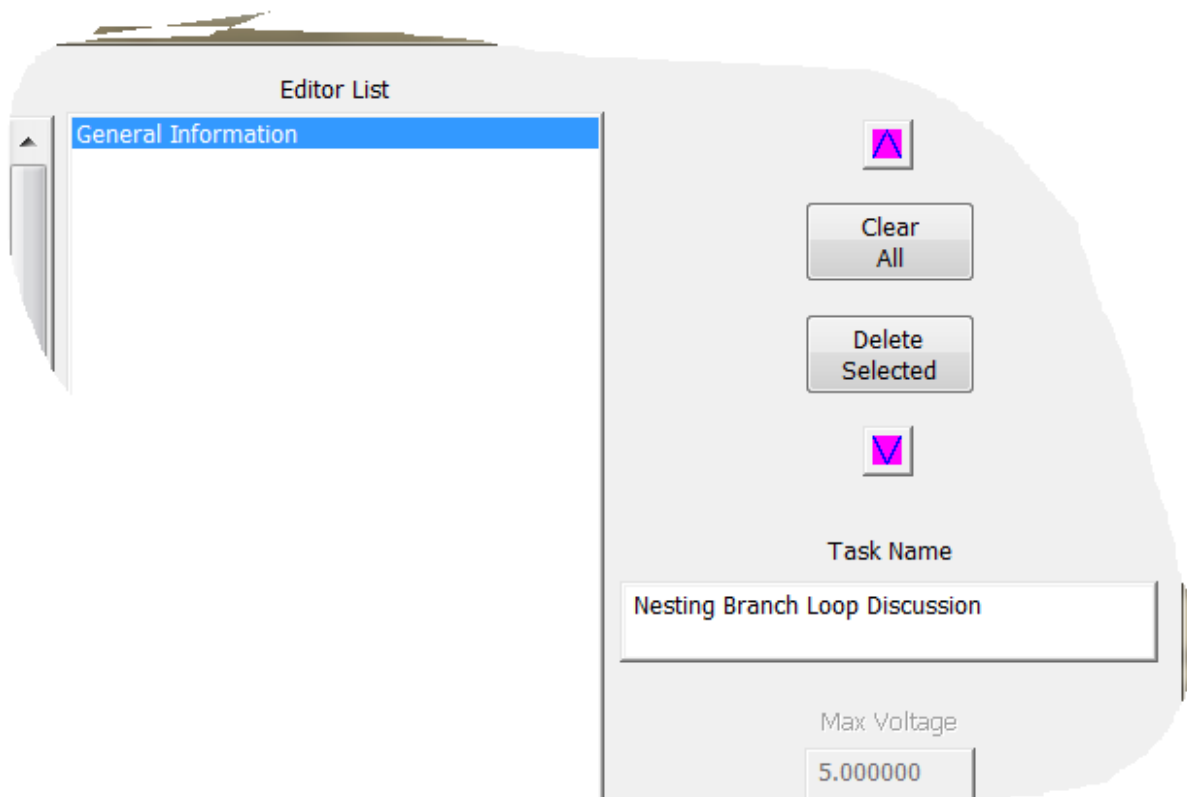 Editor List
General Information
Clear
All
Delete
Selected
Task Name
Nesting Branch Loop Discussion
Max Voltage
5.000000